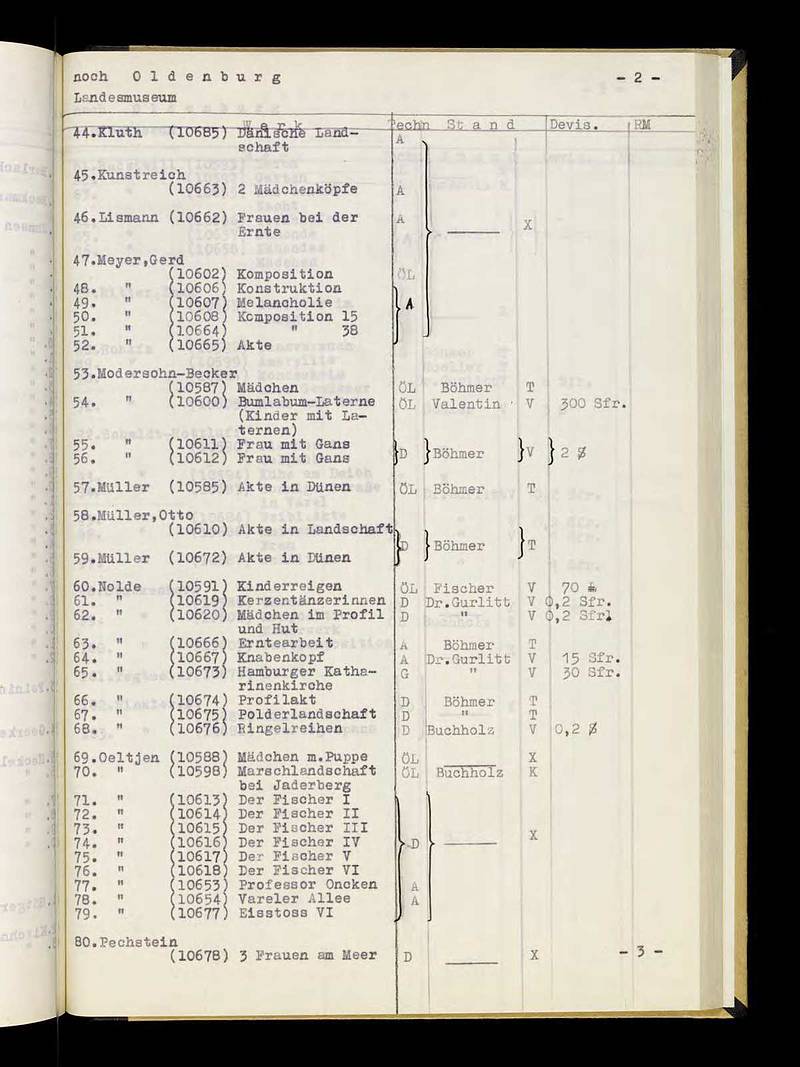 noch O l d e n b u r g - 2 -
Landesmuseum
W e r k Techn S t a n d Devis. RM
44.Kluth (10685) Dänische Land- A
schaft
45.Kunstreich
(10663) 2 Mädchenköpfe A
46.Lismann (10662) Frauen bei der A X
Ernte
47.Meyer,Gerd
(10602) Komposition ÖL
48. " (10606) Konstruktion
49. " (10607) Melancholie A
50. " (10608) Komposition 15
51. " (10664) " 38
52. " (10665) Akte
53.Modersohn-Becker
(10587) Mädchen ÖL Böhmer T
54. " (10600) Bumlabum-Laterne ÖL Valentin V 300 Sfr.
(Kinder mit La-
ternen)
55. " (10611) Frau mit Gans
56. " (10612) Frau mit Gans D Böhmer V 2 $
57.Müller (10585) Akte in Dünen ÖL Böhmer T
58.Müller,Otto
(10610) Akte in Landschaft
D Böhmer T
59.Müller (10672) Akte in Dünen
60.Nolde (10591) Kinderreigen ÖL Fischer V 70
61. " (10619) Kerzentänzerinnen D Dr.Gurlitt V 0,2 Sfr.
62. " (10620) Mädchen im Profil D V 0,2 Sfr.
und Hut
63. " (10666) Erntearbeit A Böhmer T
64. " (10667) Knabenkopf A Dr.Gurlitt V 15 Sfr.
65. " (10673) Hamburger Katha- G " V 30 Sfr.
rinenkirche
66. " (10674) Profilakt D Böhmer T
67. " (10675) Polderlandschaft D " T
68. " (10676) Ringelreihen D Buchholz V 0,2 $
69.Oeltjen (10588) Mädchen m.Puppe ÖL X
70. " (10598) Marschlandschaft ÖL Buchholz K
bei Jaderberg
71. " (10613) Der Fischer I
72. " (10614) Der Fischer II
73. " (10615) Der Fischer III
74. " (10616) Der Fischer IV D X
75. " (10617) Der Fischer V
76. " (10618) Der Fischer VI
77. " (10653) Professor Oncken A
78. " (10654) Vareler Allee A
79. " (10677) Eisstoss VI
80.Pechstein
(10678) 3 Frauen am Meer D X - 3 -